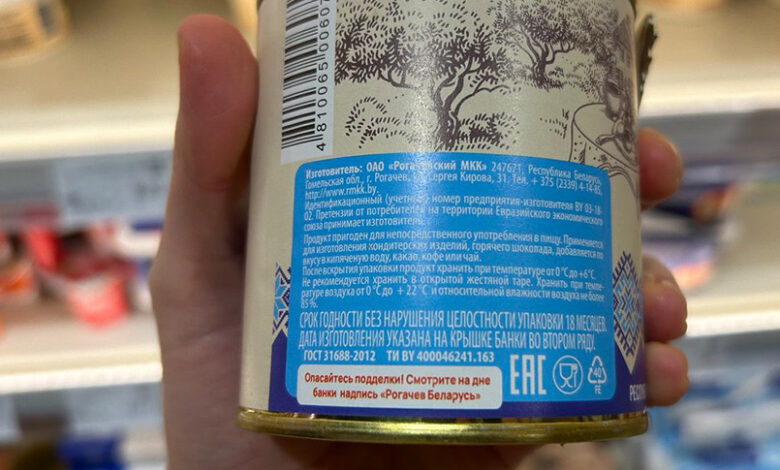 4 810065 00607
Изготовитель: ОАО «Рогачевский МКК» 247671, Республика Беларусь,
Гомельская обл., г. Рогачев, ул. Сергея Кирова, 31. Тел. + 375 (2339) 4-14-85,
http://www.rmkk.by.
Идентификационный (учетный) номер предприятия-изготовителя BY 03-18-
02. Претензии от потребителей на территории Евразийского экономического
союза принимает изготовитель.
Продукт пригоден для непосредственного употребления в пищу. Применяется
для изготовления кондитерских изделий, горячего шоколада, добавляется по
вкусу в кипяченую воду, какао, кофе или чай.
После вскрытия упаковки продукт хранить при температуре от 0 °С до +6°С.
Не рекомендуется хранить в открытой жестяной таре. Хранить при темпе-
ратуре воздуха от 0 °С до + 22°С и относительной влажности воздуха не более
85 %.
СРОК ГОДНОСТИ БЕЗ НАРУШЕНИЯ ЦЕЛОСТНОСТИ УПАКОВКИ 18 МЕСЯЦЕВ.
ДАТА ИЗГОТОВЛЕНИЯ УКАЗАНА НА КРЫШКЕ БАНКИ ВО ВТОРОМ РЯДУ.
ГОСТ 31688-2012 ТИ BY 400046241.163
Опасайтесь подделки! Смотрите на дне
банки надпись «Рогачев Беларусь»
ЕАС
40
FE